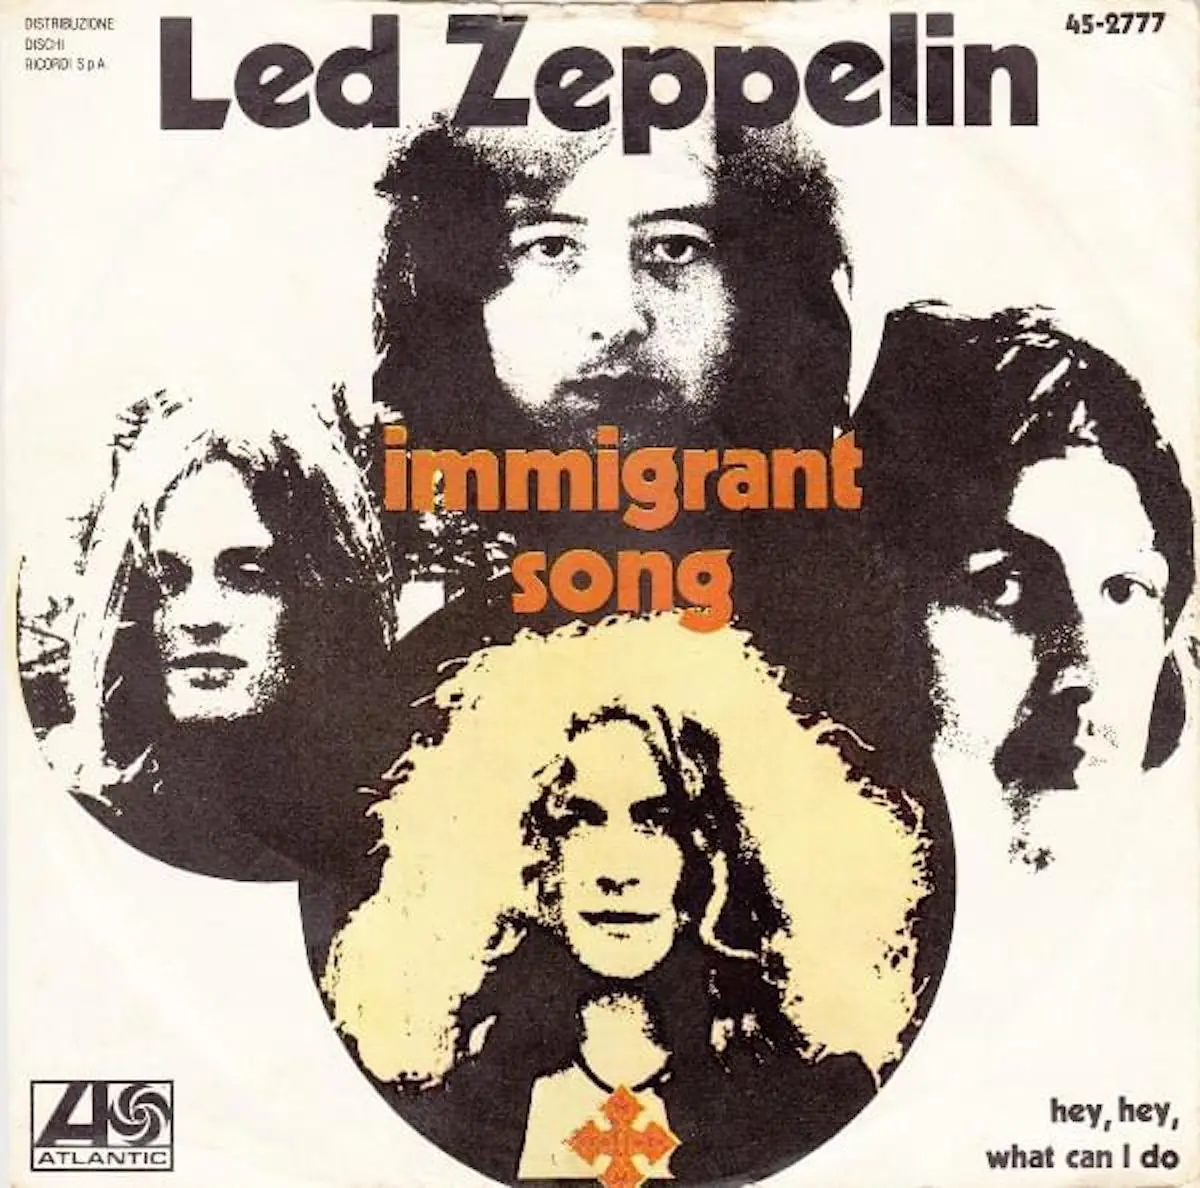 DISTRIBUZIONE
DISCHI
RICORDI S.p.A.
Led Zeppelin
45-2777
immigrant
song
ATLANTIC
hey, hey,
what can I do